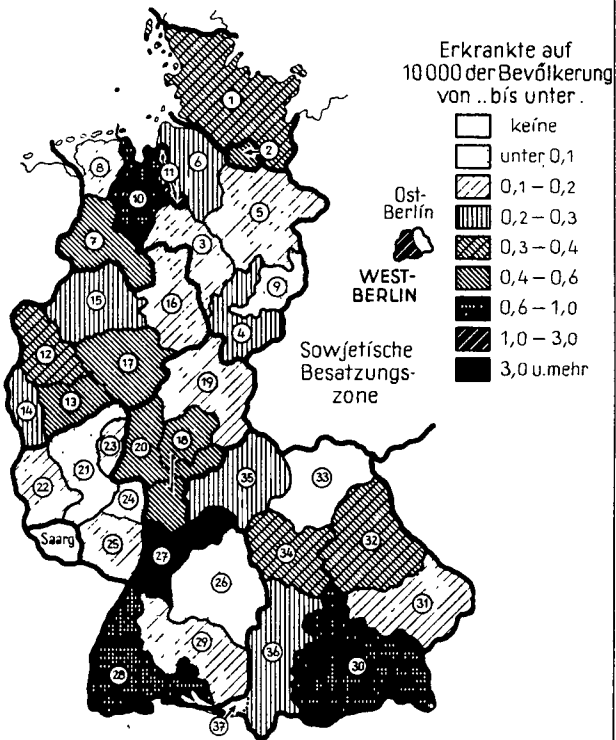 Erkrankte auf
10 000 der Bevölkerung
von .. bis unter .
keine
unter 0,1
0,1 – 0,2
0,2 – 0,3
0,3 – 0,4
0,4 – 0,6
0,6 – 1,0
1,0 – 3,0
3,0 u. mehr
Ost-
Berlin
WEST-
BERLIN
Sowjetische
Besatzungs-
zone
1
2
6
11
8
10
5
7
3
9
16
15
4
12
17
19
13
14
18
23
20
35
21
22
33
24
Saarg
25
27
34
32
26
31
29
36
28
30
37